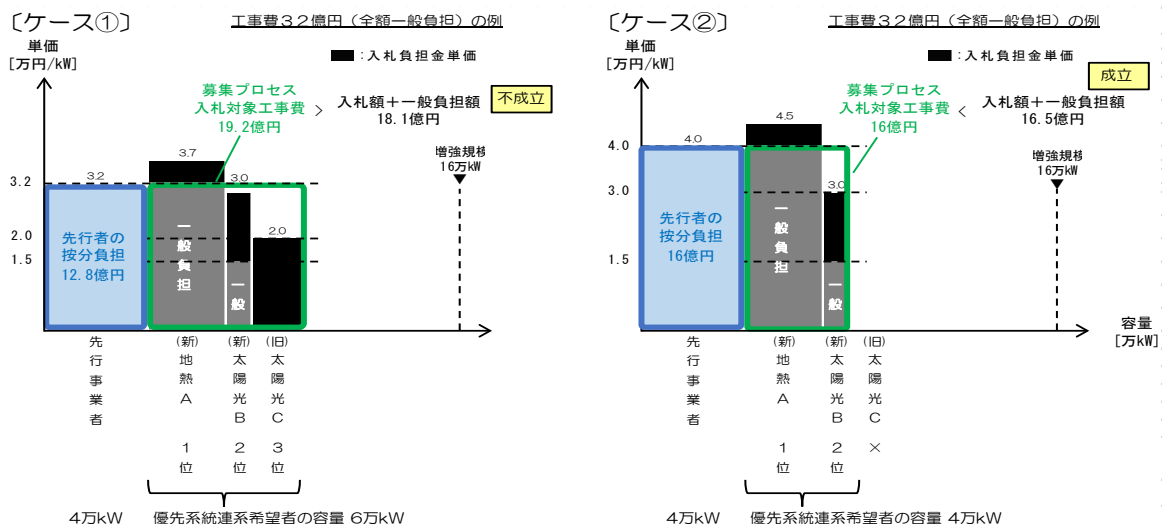 〔ケース①〕
工事費32億円（全額一般負担）の例
単価
[万円/kW]
：入札負担金単価
募集プロセス
入札対象工事費
19.2億円
＞
入札額＋一般負担額
18.1億円
不成立
3.7
増強規模
16万kW
3.2
3.2
3.0
2.0
2.0
1.5
先行者の
按分負担
12.8億円
一般負担
一般
先行事業者
(新)地熱A 1位
(新)太陽光B 2位
(旧)太陽光C 3位
4万kW
優先系統連系希望者の容量 6万kW
〔ケース②〕
工事費32億円（全額一般負担）の例
単価
[万円/kW]
：入札負担金単価
成立
募集プロセス
入札対象工事費
16億円
＜
入札額＋一般負担額
16.5億円
4.5
4.0
4.0
増強規模
16万kW
3.0
3.0
1.5
先行者の
按分負担
16億円
一般負担
一般
容量
[万kW]
先行事業者
(新)地熱A 1位
(新)太陽光B 2位
(旧)太陽光C ×
4万kW
優先系統連系希望者の容量 4万kW